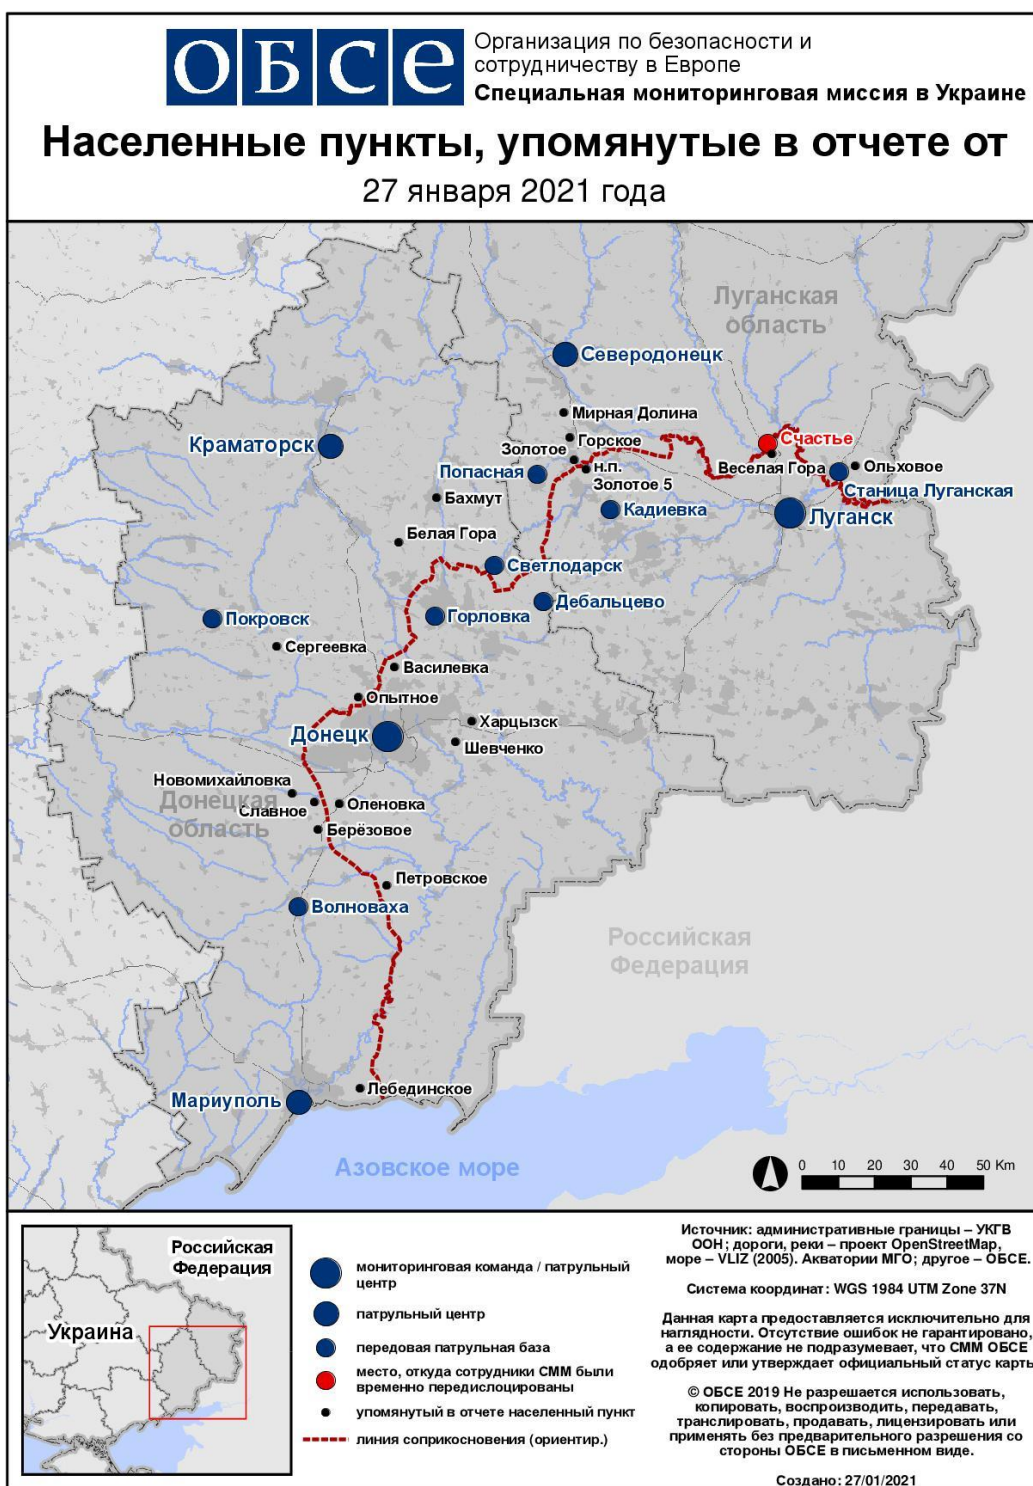 ОБСЕ
Организация по безопасности и
сотрудничеству в Европе
Специальная мониторинговая миссия в Украине
Населенные пункты, упомянутые в отчете от
27 января 2021 года
Луганская
область
Северодонецк
Мирная Долина
Горское
Золотое
Счастье
Краматорск
Попасная
н.п.
Золотое 5
Веселая Гора
Ольховое
Станица Луганская
Бахмут
Кадиевка
Луганск
Белая Гора
Светлодарск
Дебальцево
Покровск
Горловка
Сергеевка
Василевка
Опытное
Харцызск
Донецк
Шевченко
Новомихайловка
Донецкая
область
Славное
Оленовка
Берёзовое
Петровское
Волноваха
Российская
Федерация
Лебединское
Мариуполь
Азовское море
0 10 20 30 40 50 Km
Российская
Федерация
Украина
мониторинговая команда / патрульный
центр
патрульный центр
передовая патрульная база
место, откуда сотрудники СММ были
временно передислоцированы
упомянутый в отчете населенный пункт
линия соприкосновения (ориентир.)
Источник: административные границы – УКГВ
ООН; дороги, реки – проект OpenStreetMap,
море – VLIZ (2005). Акватории МГО; другое – ОБСЕ.
Система координат: WGS 1984 UTM Zone 37N
Данная карта предоставляется исключительно для
наглядности. Отсутствие ошибок не гарантировано,
а ее содержание не подразумевает, что СММ ОБСЕ
одобряет или утверждает официальный статус карты
© ОБСЕ 2019 Не разрешается использовать,
копировать, воспроизводить, передавать,
транслировать, продавать, лицензировать или
применять без предварительного разрешения со
стороны ОБСЕ в письменном виде.
Создано: 27/01/2021